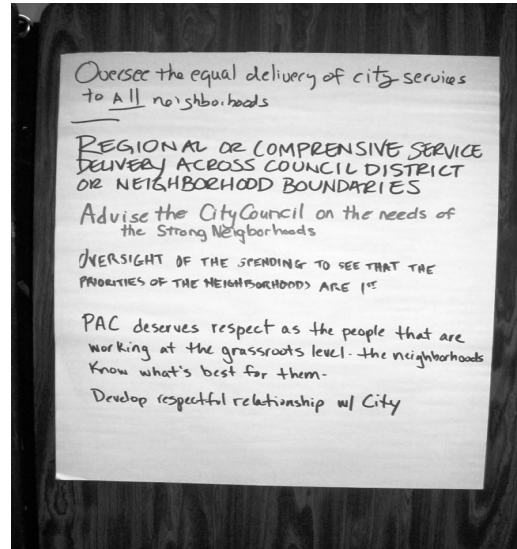 Oversee the equal delivery of city services
to All neighborhoods
REGIONAL OR COMPRENSIVE SERVICE
DELIVERY ACROSS COUNCIL DISTRICT
OR NEIGHBORHOOD BOUNDARIES
Advise the City Council on the needs of
the Strong Neigborhoods
OVERSIGHT OF THE SPENDING TO SEE THAT THE
PRIORITIES OF THE NEIGHBORHOODS ARE 1ST
PAC deserves respect as the people that are
working at the grassroots level. the neighborhoods
Know what's best for them.
Develop respectful relationship w/ City